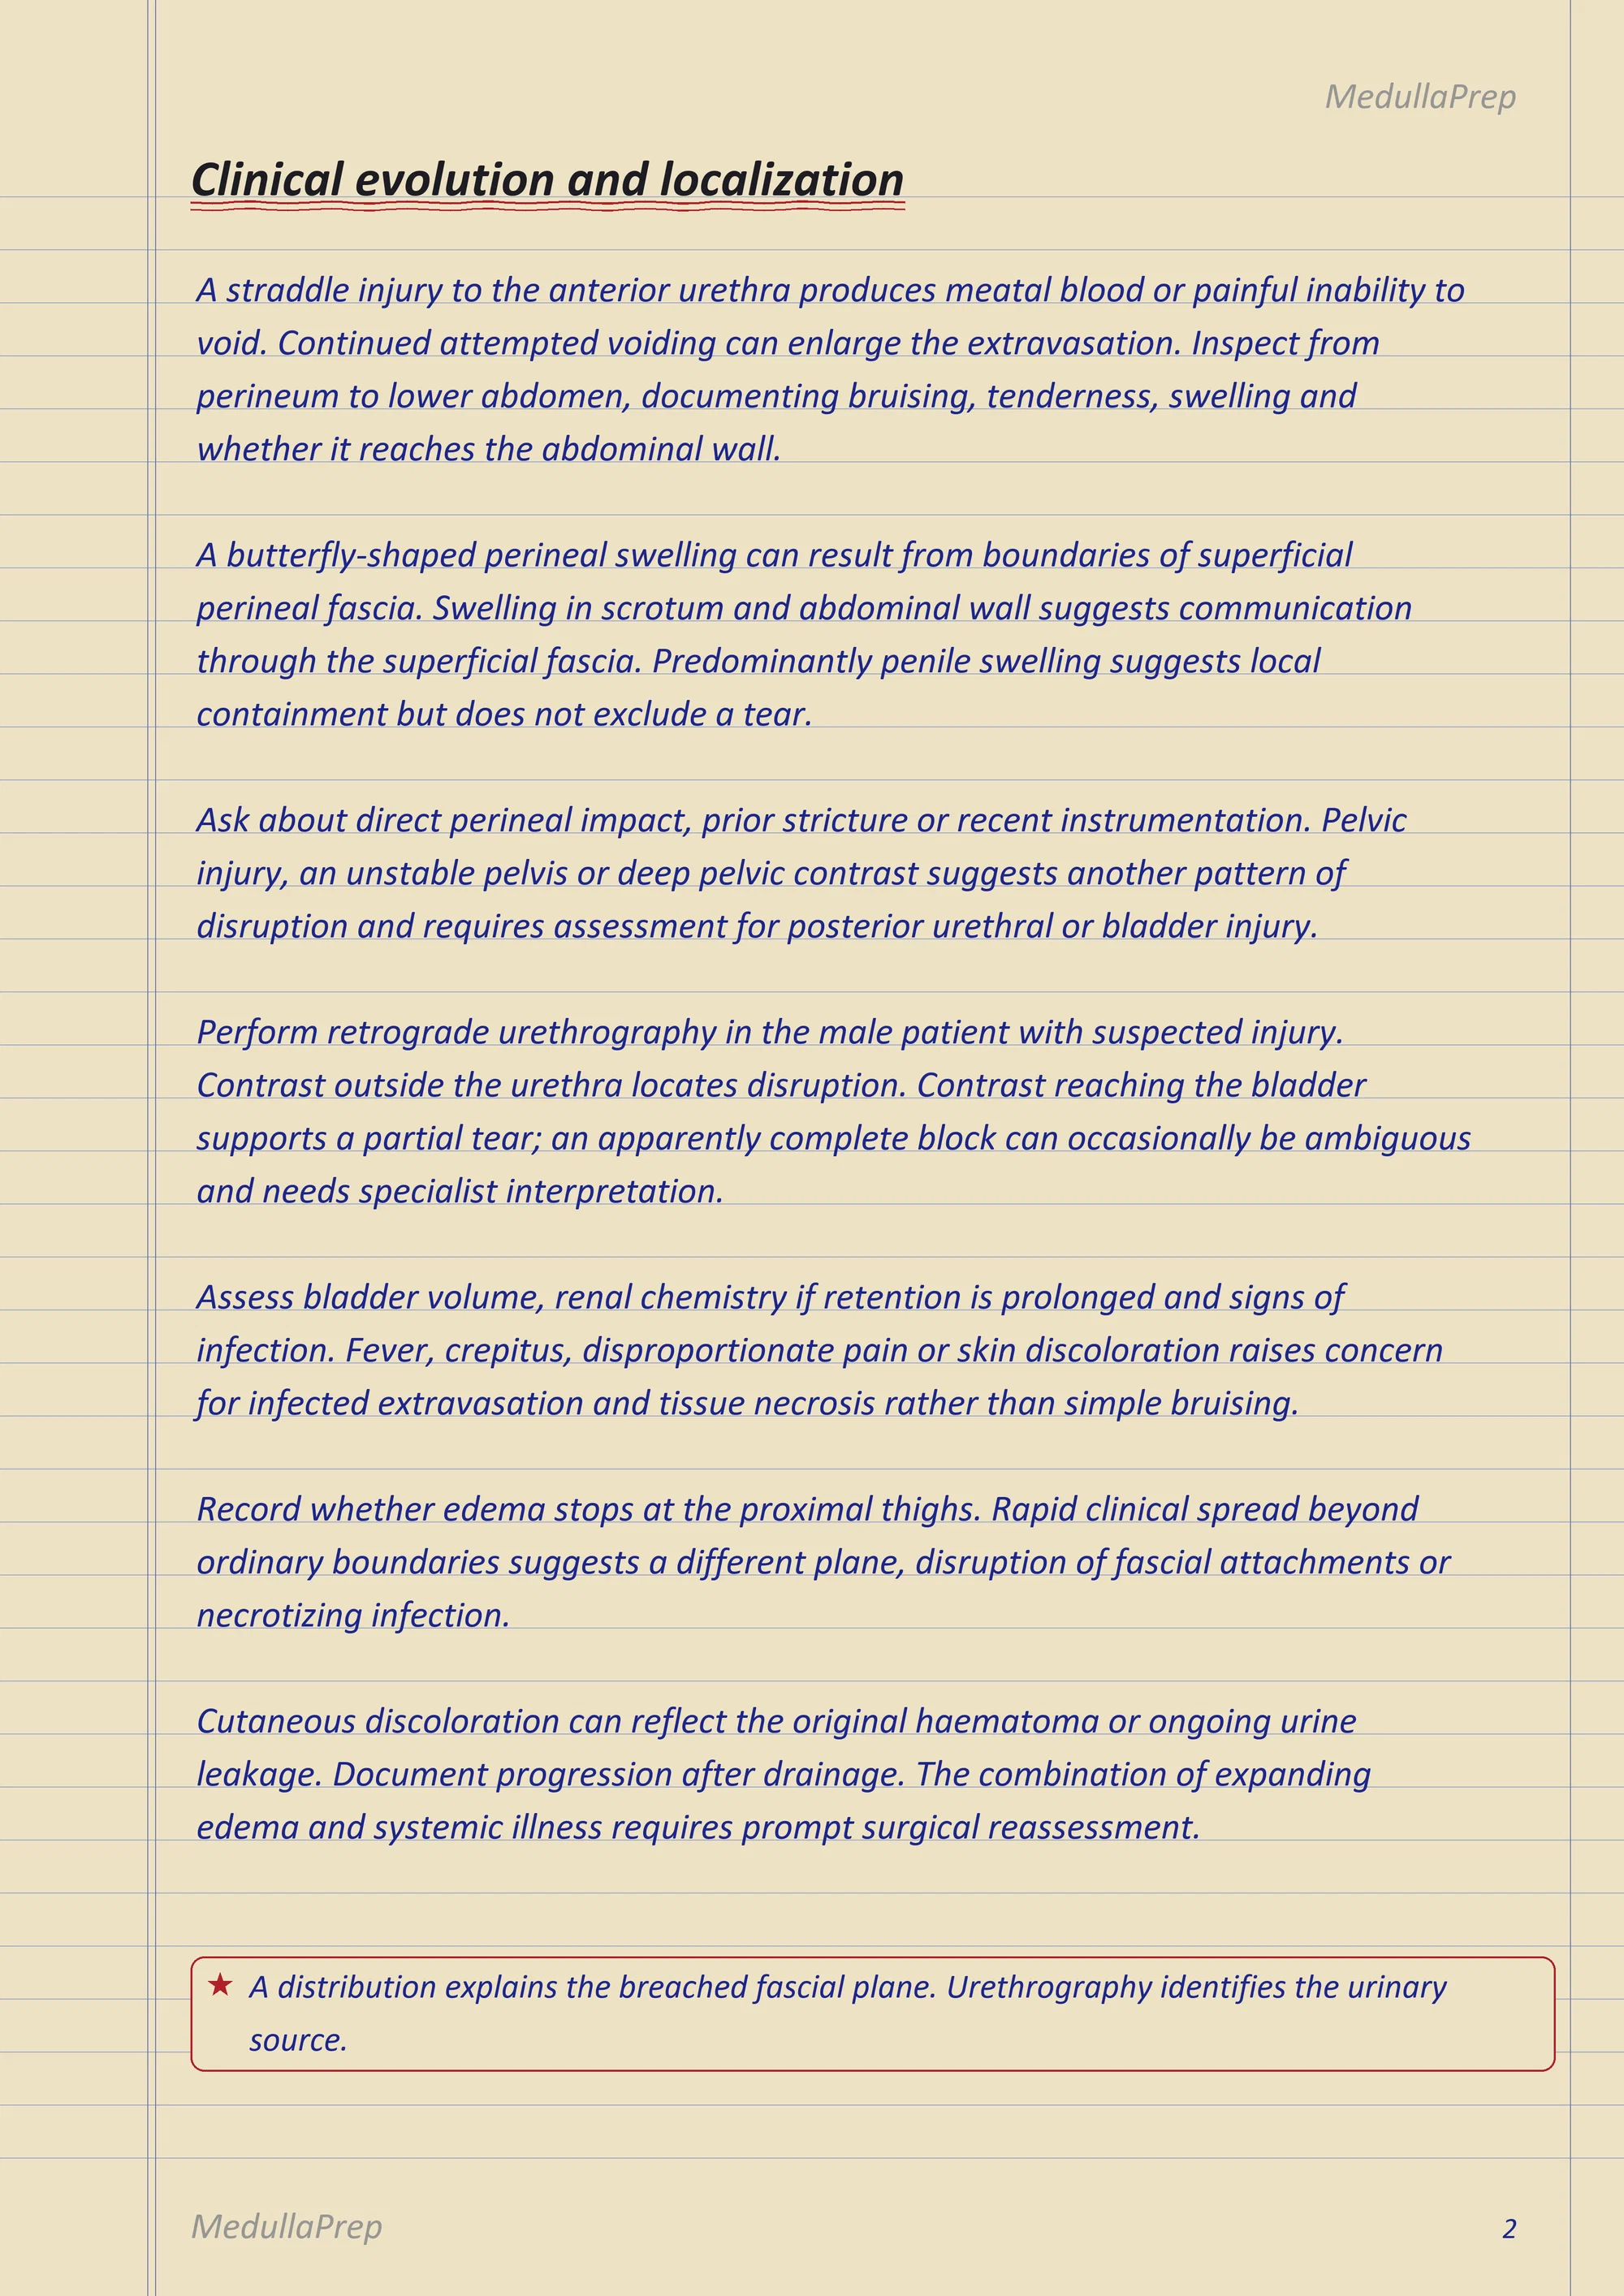 MedullaPrep
Clinical evolution and localization
A straddle injury to the anterior urethra produces meatal blood or painful inability to
void. Continued attempted voiding can enlarge the extravasation. Inspect from
perineum to lower abdomen, documenting bruising, tenderness, swelling and
whether it reaches the abdominal wall.
A butterfly-shaped perineal swelling can result from boundaries of superficial
perineal fascia. Swelling in scrotum and abdominal wall suggests communication
through the superficial fascia. Predominantly penile swelling suggests local
containment but does not exclude a tear.
Ask about direct perineal impact, prior stricture or recent instrumentation. Pelvic
injury, an unstable pelvis or deep pelvic contrast suggests another pattern of
disruption and requires assessment for posterior urethral or bladder injury.
Perform retrograde urethrography in the male patient with suspected injury.
Contrast outside the urethra locates disruption. Contrast reaching the bladder
supports a partial tear; an apparently complete block can occasionally be ambiguous
and needs specialist interpretation.
Assess bladder volume, renal chemistry if retention is prolonged and signs of
infection. Fever, crepitus, disproportionate pain or skin discoloration raises concern
for infected extravasation and tissue necrosis rather than simple bruising.
Record whether edema stops at the proximal thighs. Rapid clinical spread beyond
ordinary boundaries suggests a different plane, disruption of fascial attachments or
necrotizing infection.
Cutaneous discoloration can reflect the original haematoma or ongoing urine
leakage. Document progression after drainage. The combination of expanding
edema and systemic illness requires prompt surgical reassessment.
★ A distribution explains the breached fascial plane. Urethrography identifies the urinary
source.
MedullaPrep
2